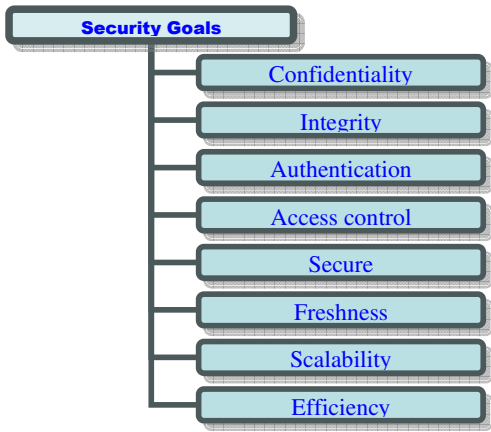 Security Goals
Confidentiality
Integrity
Authentication
Access control
Secure
Freshness
Scalability
Efficiency